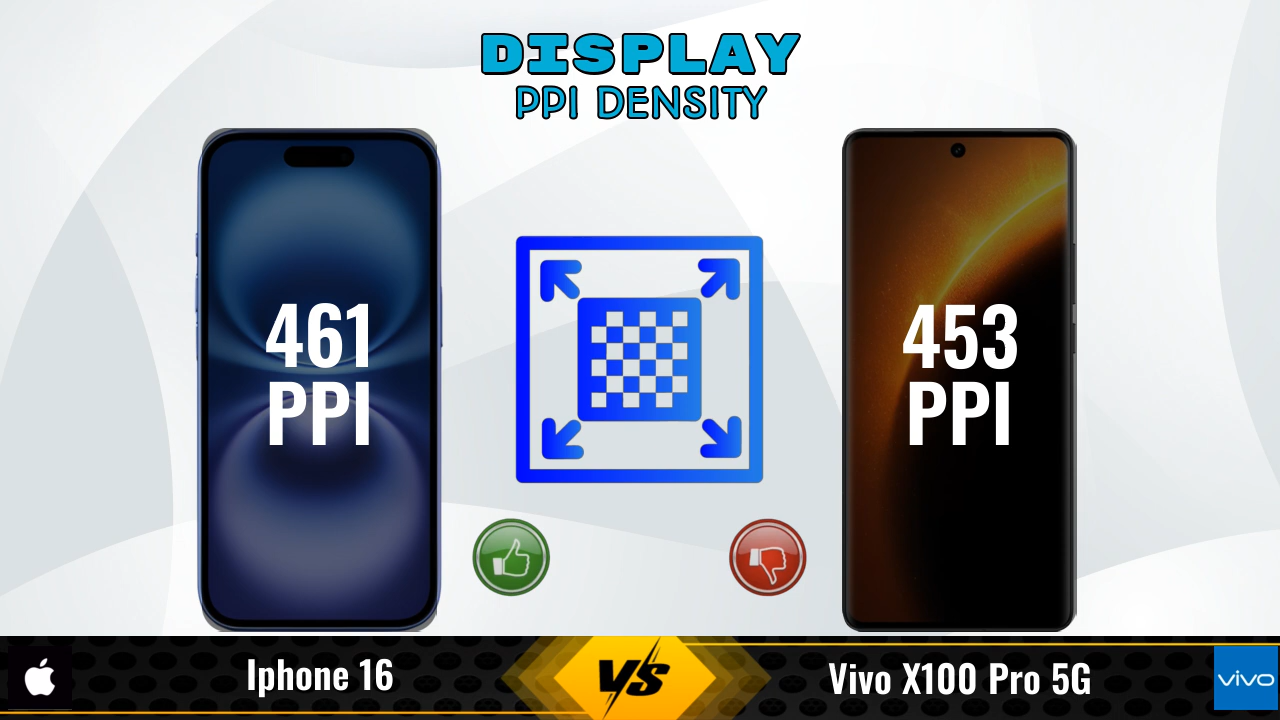 DISPLAY
PPI DENSITY
461
PPI
453
PPI
Iphone 16
VS
Vivo X100 Pro 5G
vivo